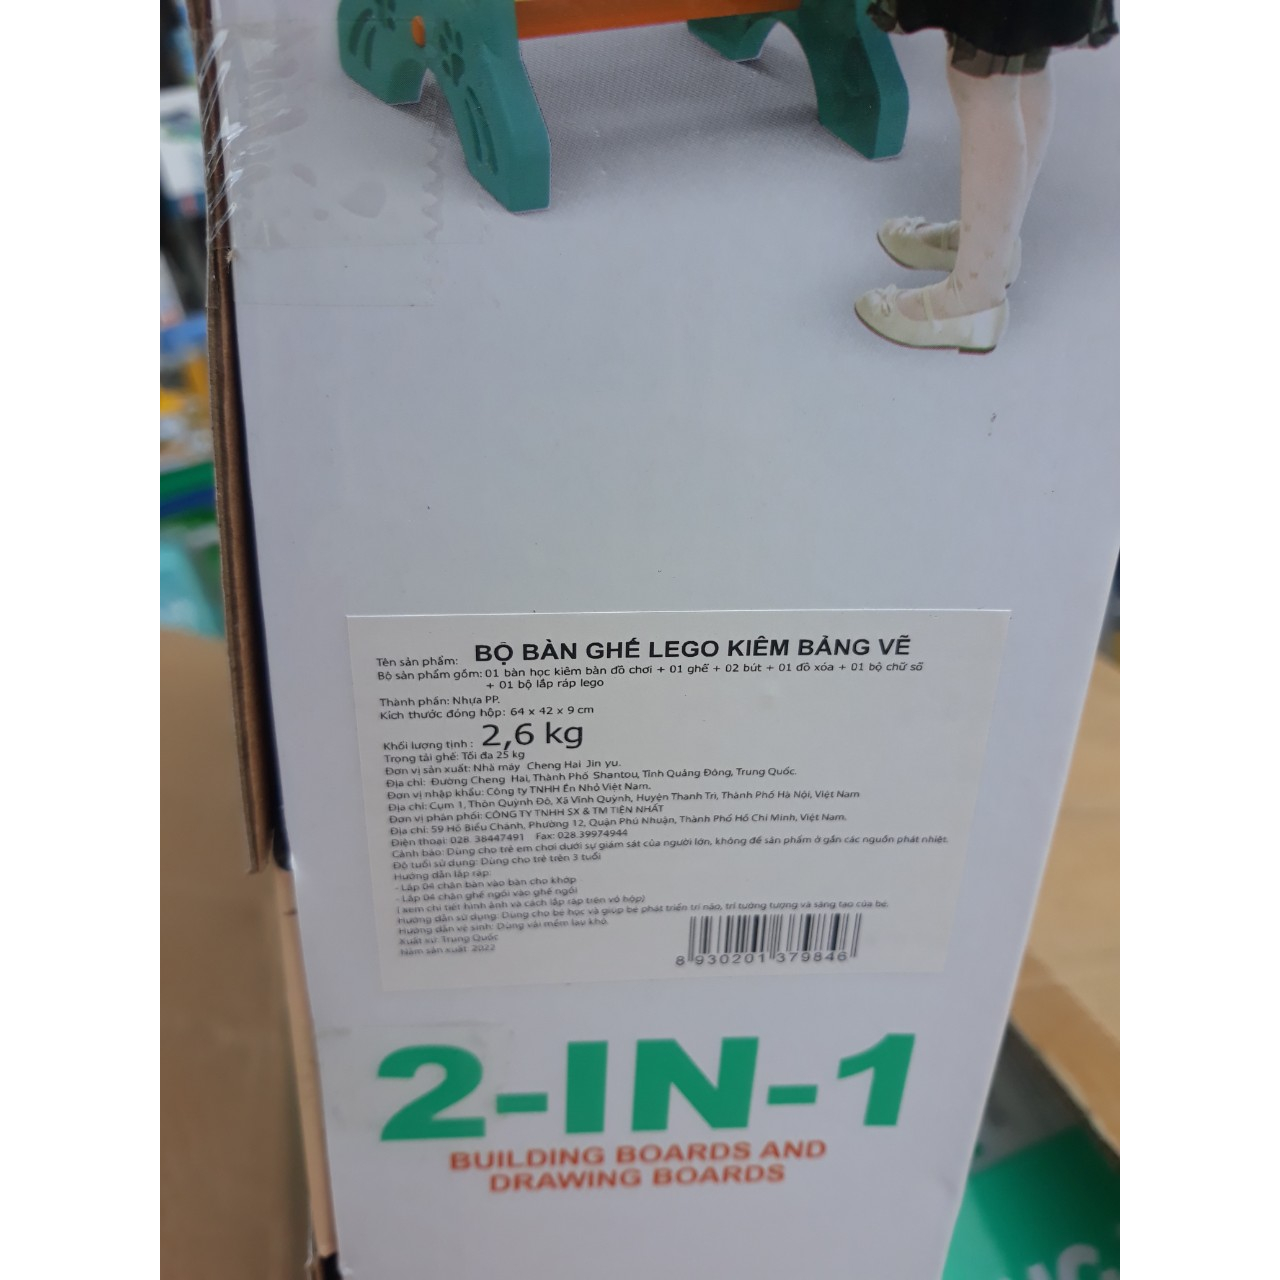 Tên sản phẩm: BỘ BÀN GHẾ LEGO KIÊM BẢNG VẼ
Bộ sản phẩm gồm: 01 bàn học kiêm bàn đồ chơi + 01 ghế + 02 bút + 01 đồ xóa + 01 bộ chữ số
+ 01 bộ lắp ráp lego
Thành phần: Nhựa PP.
Kích thước đóng hộp: 64 x 42 x 9 cm
Khối lượng tịnh : 2,6 kg
Trọng tải ghế: Tối đa 25 kg
Đơn vị sản xuất: Nhà máy Cheng Hai Jin yu.
Địa chỉ: Đường Cheng Hai, Thành Phố Shantou, Tỉnh Quảng Đông, Trung Quốc.
Đơn vị nhập khẩu: Công ty TNHH Én Nhỏ Việt Nam.
Địa chỉ: Cụm 1, Thôn Quỳnh Đô, Xã Vĩnh Quỳnh, Huyện Thanh Trì, Thành Phố Hà Nội, Việt Nam
Đơn vị phân phối: CÔNG TY TNHH SX & TM TIẾN NHẤT
Địa chỉ: 59 Hồ Biểu Chánh, Phường 12, Quận Phú Nhuận, Thành Phố Hồ Chí Minh, Việt Nam.
Điện thoại: 028. 38447491 Fax: 028.39974944
Cảnh báo: Dùng cho trẻ em chơi dưới sự giám sát của người lớn, không để sản phẩm ở gần các nguồn phát nhiệt.
Độ tuổi sử dụng: Dùng cho trẻ trên 3 tuổi
Hướng dẫn lắp ráp:
- Lắp 04 chân bàn vào bàn cho khớp
- Lắp 04 chân ghế ngồi vào ghế ngồi
( xem chi tiết hình ảnh và cách lắp ráp trên vỏ hộp)
Hướng dẫn sử dụng: Dùng cho bé học và giúp bé phát triển trí não, trí tưởng tượng và sáng tạo của bé.
Hướng dẫn vệ sinh: Dùng vải mềm lau khô.
Xuất xứ: Trung Quốc
Năm sản xuất: 2022
8 930201 379846
2-IN-1
BUILDING BOARDS AND
DRAWING BOARDS